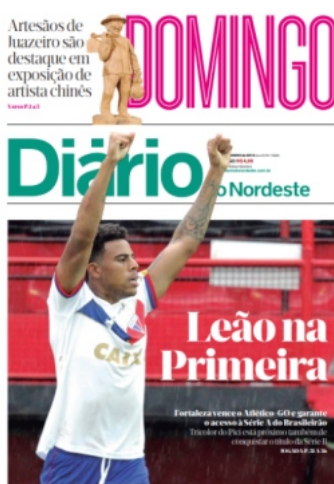 Artesãos de
Juazeiro são
destaque em
exposição de
artista chinês
DOMINGO
Diário
do Nordeste
CAIXA
Leão na
Primeira
Fortaleza vence o Atlético-GO e garante
o acesso à Série A do Brasileirão
Tricolor do Pici está próximo também de
conquistar o título da Série B